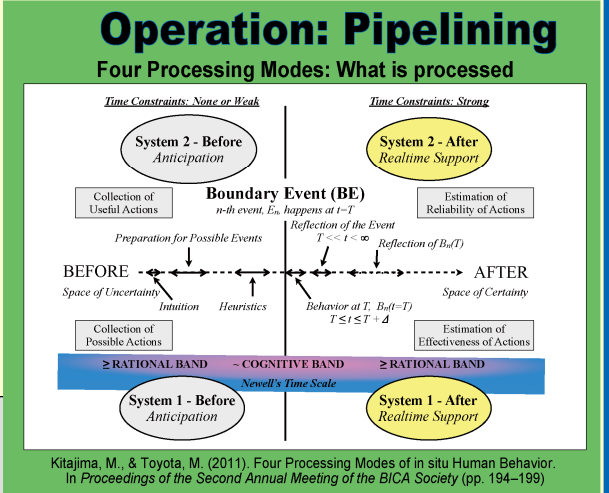 Operation: Pipelining
Four Processing Modes: What is processed
Time Constraints: None or Weak
Time Constraints: Strong
System 2 - Before
Anticipation
System 2 - After
Realtime Support
Collection of
Useful Actions
Boundary Event (BE)
n-th event, En, happens at t=T
Estimation of
Reliability of Actions
Reflection of the Event
T << t < ∞
Preparation for Possible Events
Reflection of Bn(T)
BEFORE
AFTER
Space of Uncertainty
Space of Certainty
Intuition
Heuristics
Behavior at T, Bn(t=T)
T ≤ t ≤ T + Δ
Collection of
Possible Actions
Estimation of
Effectiveness of Actions
≥ RATIONAL BAND
~ COGNITIVE BAND
≥ RATIONAL BAND
Newell's Time Scale
System 1 - Before
Anticipation
System 1 - After
Realtime Support
Kitajima, M., & Toyota, M. (2011). Four Processing Modes of in situ Human Behavior.
In Proceedings of the Second Annual Meeting of the BICA Society (pp. 194–199)